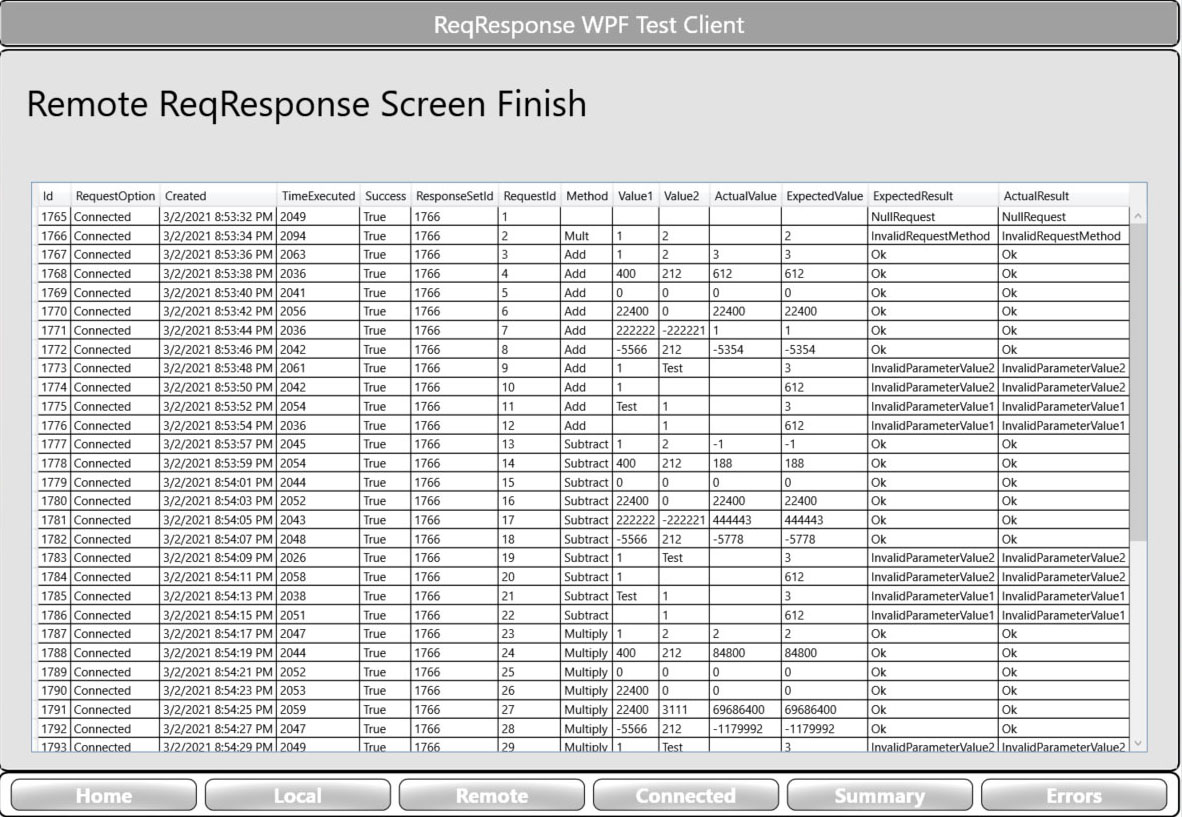 ReqResponse WPF Test Client
Remote ReqResponse Screen Finish
Id RequestOption Created TimeExecuted Success ResponseSetId RequestId Method Value1 Value2 ActualValue ExpectedValue ExpectedResult ActualResult
1765 Connected 3/2/2021 8:53:32 PM 2049 True 1766 1 NullRequest NullRequest
1766 Connected 3/2/2021 8:53:34 PM 2094 True 1766 2 Mult 1 2 2 InvalidRequestMethod InvalidRequestMethod
1767 Connected 3/2/2021 8:53:36 PM 2063 True 1766 3 Add 1 2 3 3 Ok Ok
1768 Connected 3/2/2021 8:53:38 PM 2036 True 1766 4 Add 400 212 612 612 Ok Ok
1769 Connected 3/2/2021 8:53:40 PM 2041 True 1766 5 Add 0 0 0 0 Ok Ok
1770 Connected 3/2/2021 8:53:42 PM 2056 True 1766 6 Add 22400 0 22400 22400 Ok Ok
1771 Connected 3/2/2021 8:53:44 PM 2036 True 1766 7 Add 222222 -222221 1 1 Ok Ok
1772 Connected 3/2/2021 8:53:46 PM 2042 True 1766 8 Add -5566 212 -5354 -5354 Ok Ok
1773 Connected 3/2/2021 8:53:48 PM 2061 True 1766 9 Add 1 Test 3 InvalidParameterValue2 InvalidParameterValue2
1774 Connected 3/2/2021 8:53:50 PM 2042 True 1766 10 Add 1 612 InvalidParameterValue2 InvalidParameterValue2
1775 Connected 3/2/2021 8:53:52 PM 2054 True 1766 11 Add Test 1 3 InvalidParameterValue1 InvalidParameterValue1
1776 Connected 3/2/2021 8:53:54 PM 2036 True 1766 12 Add 1 612 InvalidParameterValue1 InvalidParameterValue1
1777 Connected 3/2/2021 8:53:57 PM 2045 True 1766 13 Subtract 1 2 -1 -1 Ok Ok
1778 Connected 3/2/2021 8:53:59 PM 2054 True 1766 14 Subtract 400 212 188 188 Ok Ok
1779 Connected 3/2/2021 8:54:01 PM 2044 True 1766 15 Subtract 0 0 0 0 Ok Ok
1780 Connected 3/2/2021 8:54:03 PM 2052 True 1766 16 Subtract 22400 0 22400 22400 Ok Ok
1781 Connected 3/2/2021 8:54:05 PM 2043 True 1766 17 Subtract 222222 -222221 444443 444443 Ok Ok
1782 Connected 3/2/2021 8:54:07 PM 2048 True 1766 18 Subtract -5566 212 -5778 -5778 Ok Ok
1783 Connected 3/2/2021 8:54:09 PM 2026 True 1766 19 Subtract 1 Test 3 InvalidParameterValue2 InvalidParameterValue2
1784 Connected 3/2/2021 8:54:11 PM 2058 True 1766 20 Subtract 1 612 InvalidParameterValue2 InvalidParameterValue2
1785 Connected 3/2/2021 8:54:13 PM 2038 True 1766 21 Subtract Test 1 3 InvalidParameterValue1 InvalidParameterValue1
1786 Connected 3/2/2021 8:54:15 PM 2051 True 1766 22 Subtract 1 612 InvalidParameterValue1 InvalidParameterValue1
1787 Connected 3/2/2021 8:54:17 PM 2047 True 1766 23 Multiply 1 2 2 2 Ok Ok
1788 Connected 3/2/2021 8:54:19 PM 2044 True 1766 24 Multiply 400 212 84800 84800 Ok Ok
1789 Connected 3/2/2021 8:54:21 PM 2052 True 1766 25 Multiply 0 0 0 0 Ok Ok
1790 Connected 3/2/2021 8:54:23 PM 2053 True 1766 26 Multiply 22400 0 0 0 Ok Ok
1791 Connected 3/2/2021 8:54:25 PM 2059 True 1766 27 Multiply 22400 3111 69686400 69686400 Ok Ok
1792 Connected 3/2/2021 8:54:27 PM 2047 True 1766 28 Multiply -5566 212 -1179992 -1179992 Ok Ok
1793 Connected 3/2/2021 8:54:29 PM 2049 True 1766 29 Multiply 1 Test 3 InvalidParameterValue2 InvalidParameterValue2
Home Local Remote Connected Summary Errors